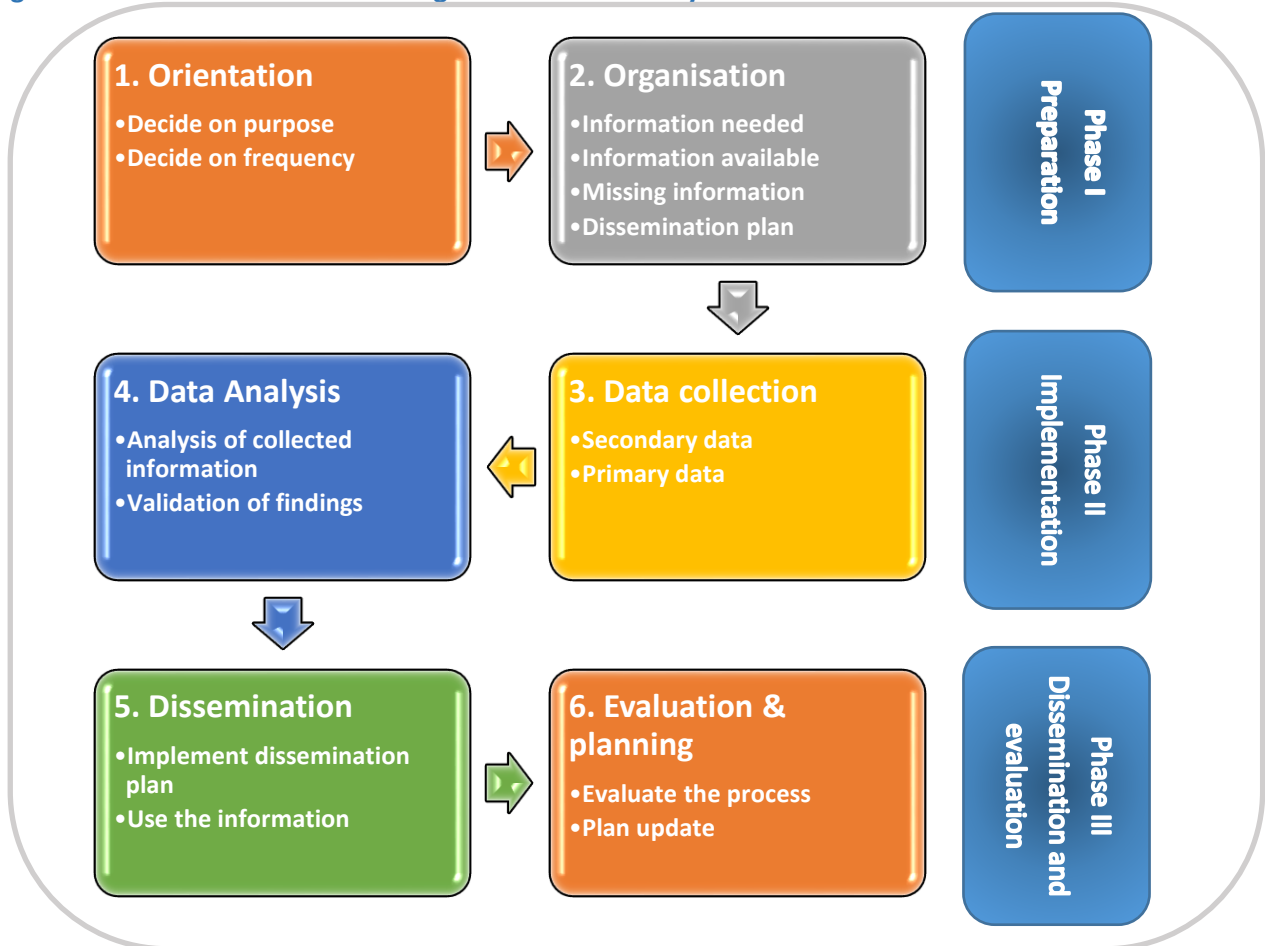 1. Orientation
•Decide on purpose
•Decide on frequency
2. Organisation
•Information needed
•Information available
•Missing information
•Dissemination plan
Phase I
Preparation
4. Data Analysis
•Analysis of collected
information
•Validation of findings
3. Data collection
•Secondary data
•Primary data
Phase II
Implementation
5. Dissemination
•Implement dissemination
plan
•Use the information
6. Evaluation &
planning
•Evaluate the process
•Plan update
Phase III
Dissemination and
evaluation